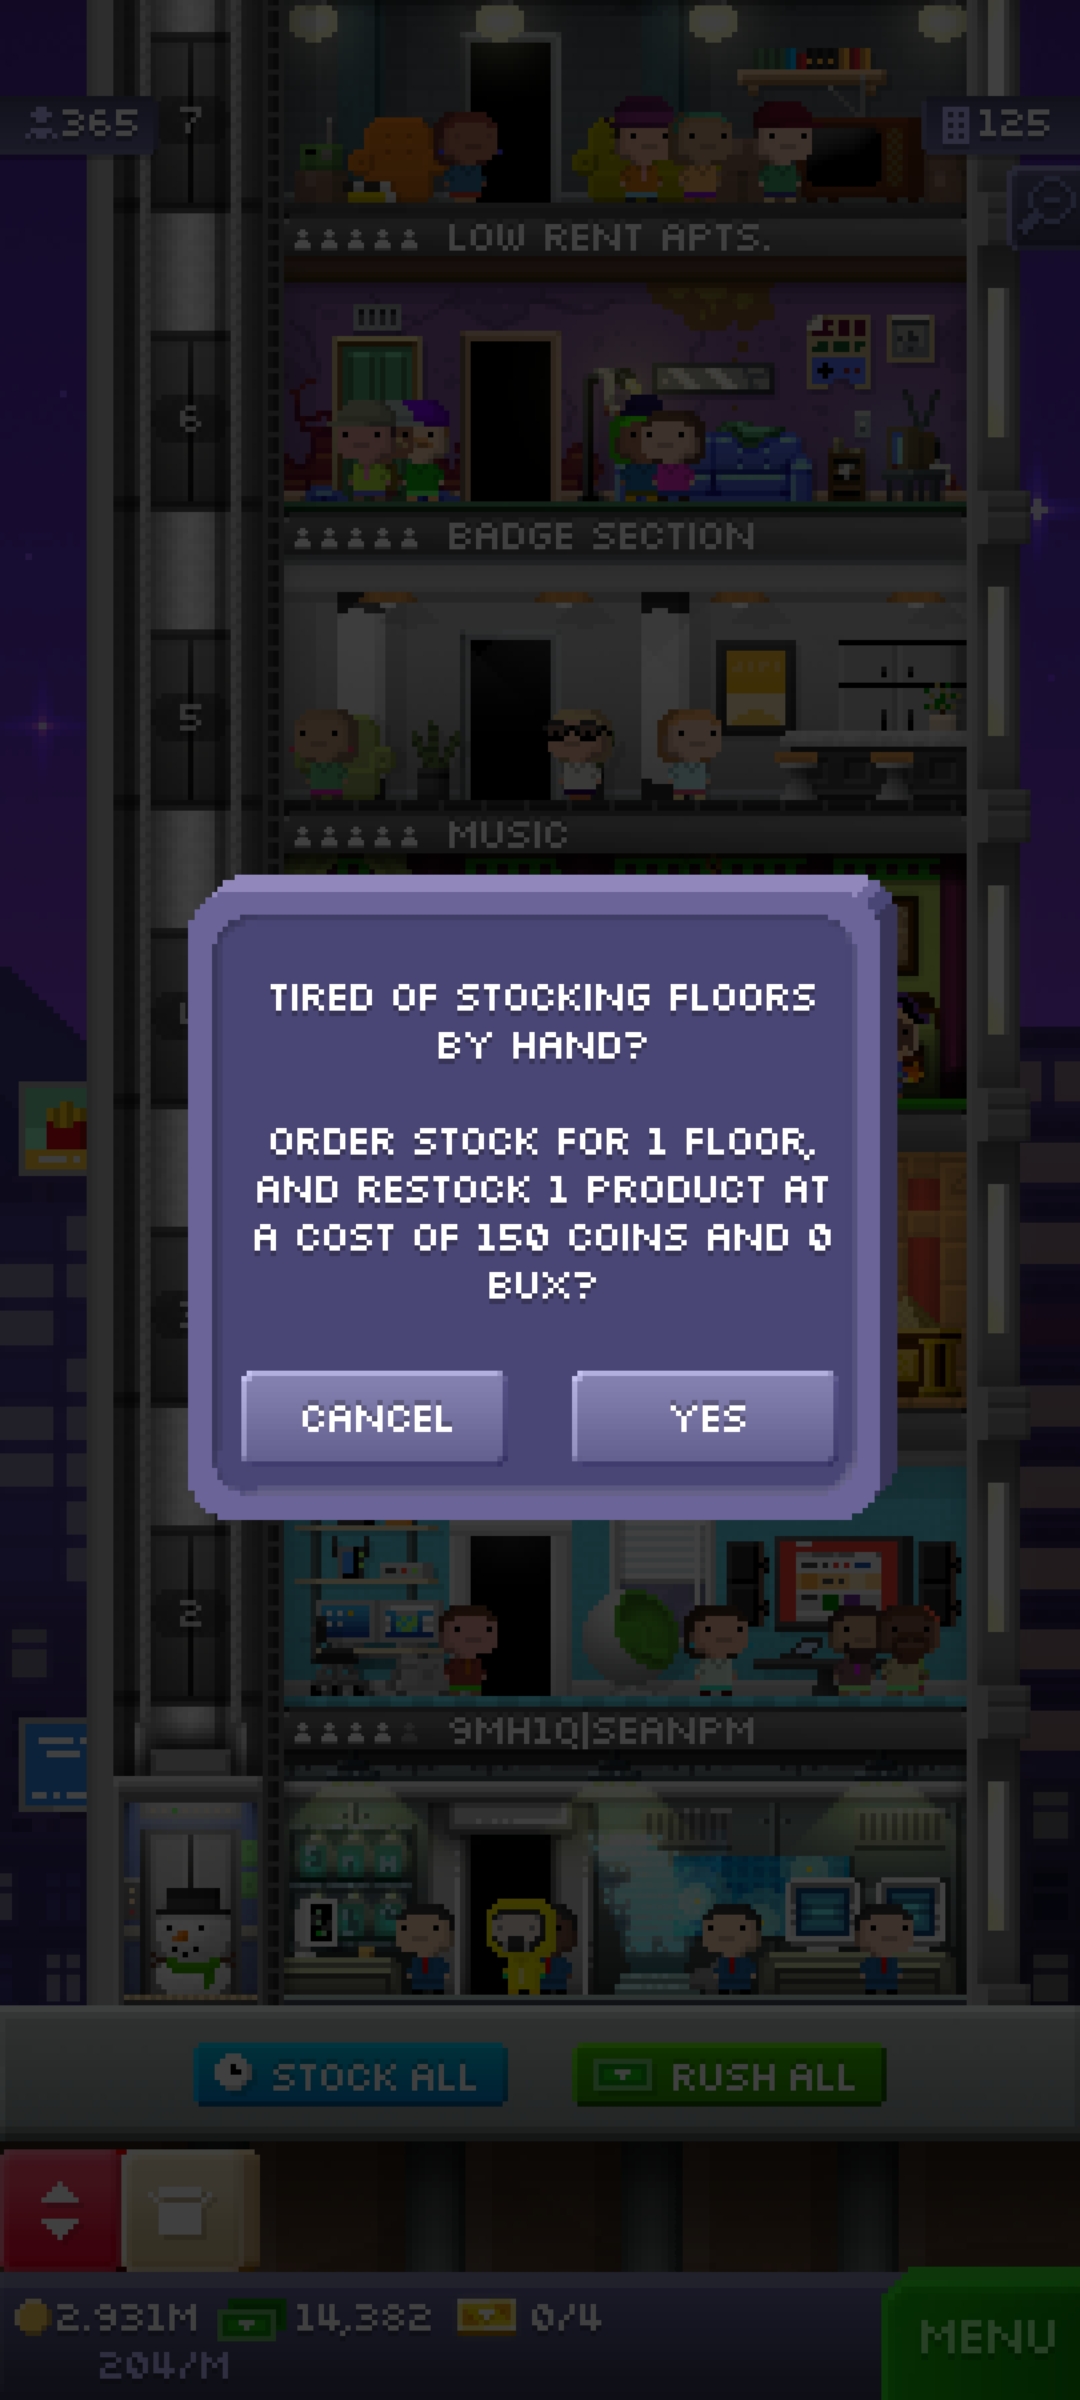 365
7
125
LOW RENT APTS.
6
BADGE SECTION
5
MUSIC
TIRED OF STOCKING FLOORS
BY HAND?
ORDER STOCK FOR 1 FLOOR,
AND RESTOCK 1 PRODUCT AT
A COST OF 150 COINS AND 0
BUX?
CANCEL
YES
2
9MH1Q|SEANPM
STOCK ALL
RUSH ALL
2.931M
14,382
0/4
204/M
MENU